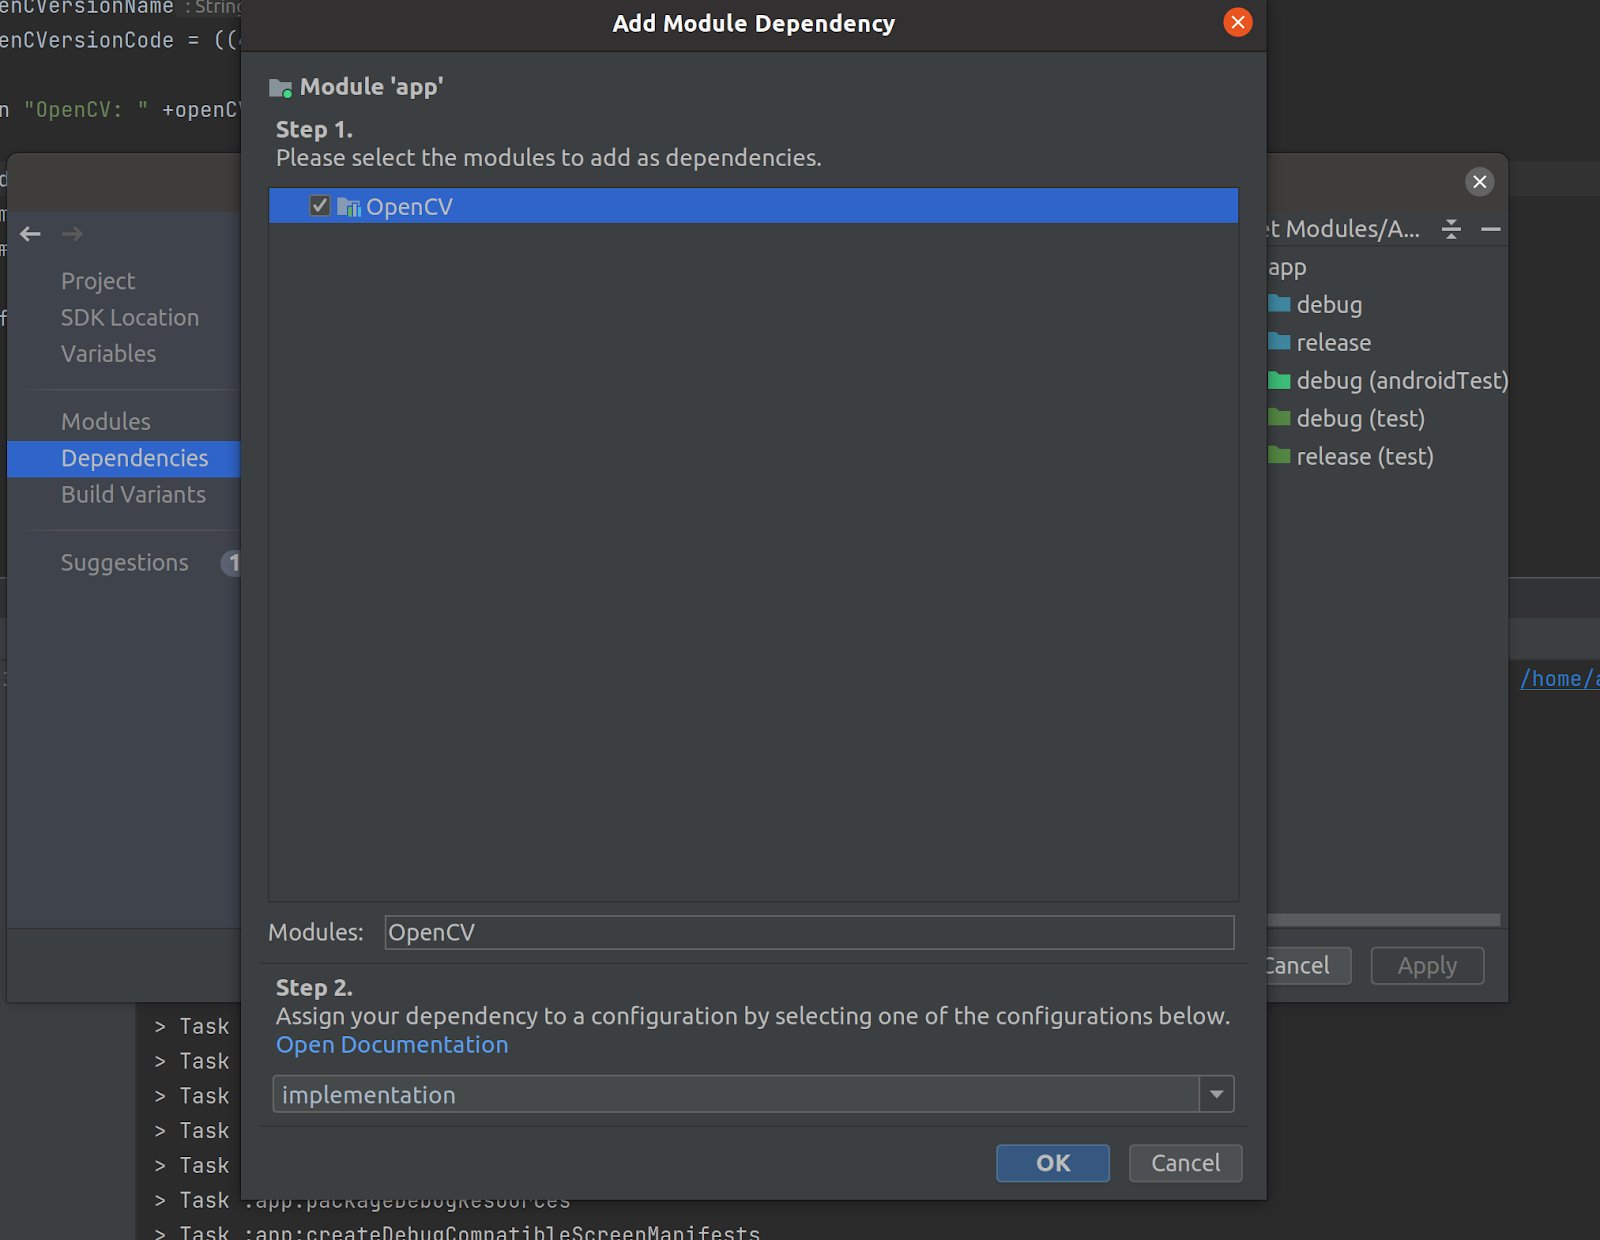 enCVersionName : String
enCVersionCode = ((
n "OpenCV: " +openCV
Add Module Dependency
Module 'app'
Step 1.
Please select the modules to add as dependencies.
OpenCV
Project
SDK Location
Variables
Modules
Dependencies
Build Variants
Suggestions 1
et Modules/A...
app
debug
release
debug (androidTest)
debug (test)
release (test)
/home/a
Modules: OpenCV
Step 2.
Assign your dependency to a configuration by selecting one of the configurations below.
Open Documentation
implementation
OK
Cancel
Cancel
Apply
> Task
> Task
> Task
> Task
> Task
> Task :app:packageDebugResources
> Task :app:createDebugCompatibleScreenManifests